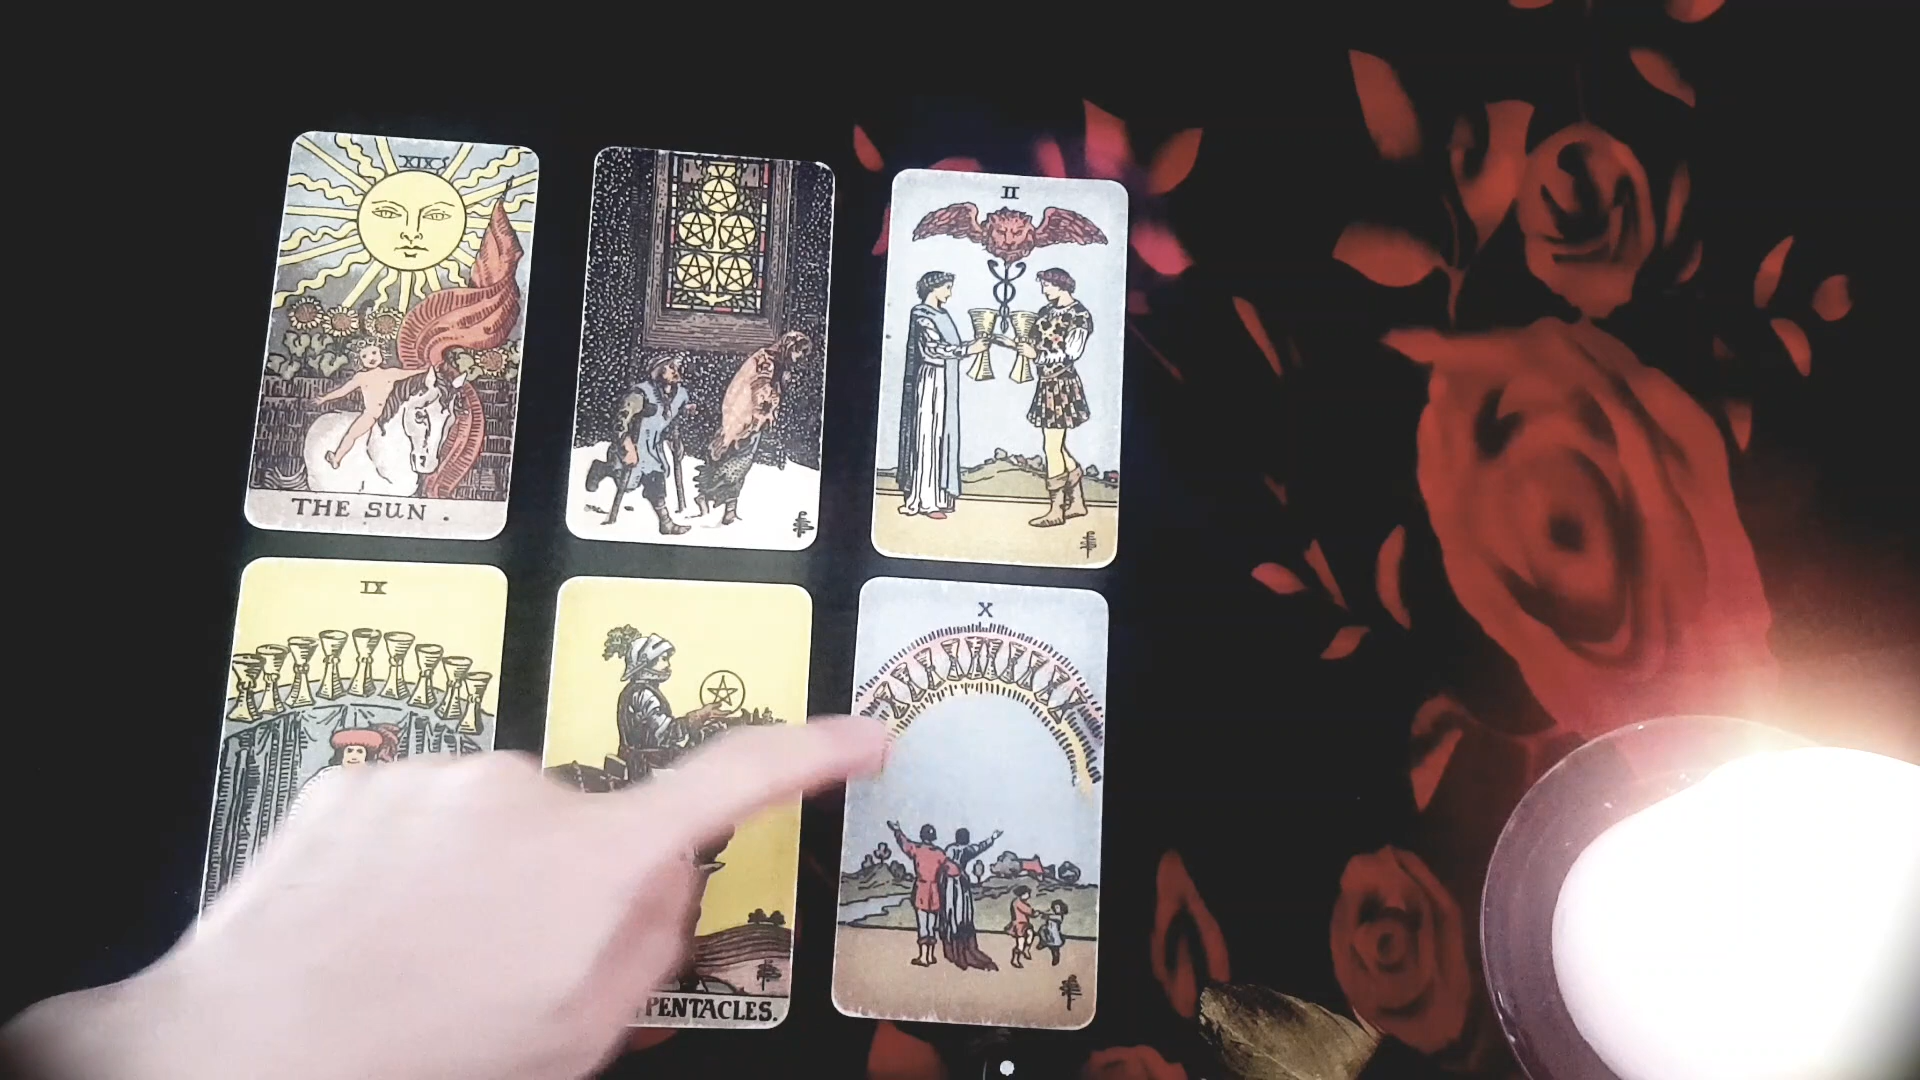 XIX
THE SUN.
II
IX
X
PENTACLES.